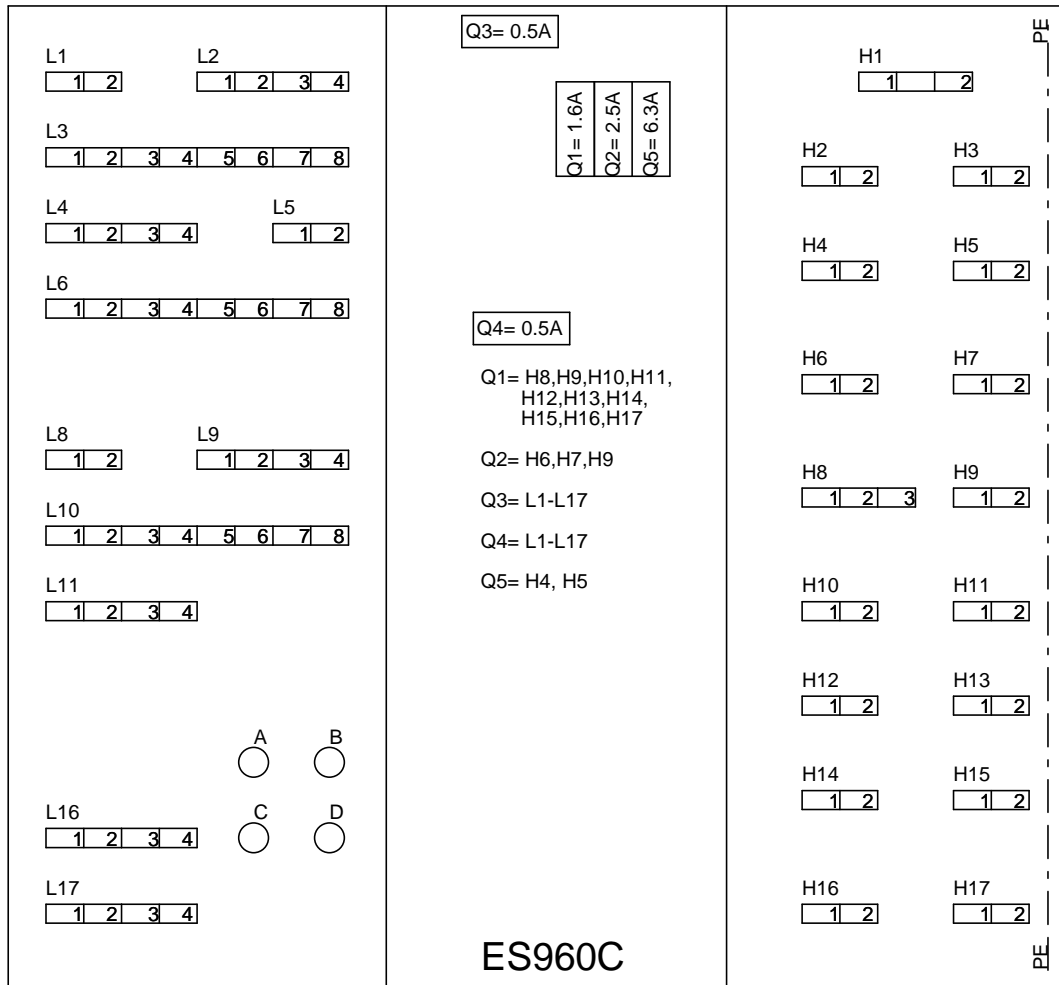 Q3= 0.5A
PE
L1 L2 H1
1 2 1 2 3 4 1 2
Q1= 1.6A
Q2= 2.5A
Q5= 6.3A
L3
1 2 3 4 5 6 7 8
H2 H3
1 2 1 2
L4 L5
1 2 3 4 1 2
H4 H5
1 2 1 2
L6
1 2 3 4 5 6 7 8
Q4= 0.5A
H6 H7
1 2 1 2
Q1= H8,H9,H10,H11,
H12,H13,H14,
H15,H16,H17
L8 L9
1 2 1 2 3 4
Q2= H6,H7,H9
H8 H9
1 2 3 1 2
Q3= L1-L17
L10
1 2 3 4 5 6 7 8
Q4= L1-L17
Q5= H4, H5
L11
1 2 3 4
H10 H11
1 2 1 2
H12 H13
1 2 1 2
A B
H14 H15
1 2 1 2
L16 C D
1 2 3 4
L17
1 2 3 4
H16 H17
1 2 1 2
ES960C
PE